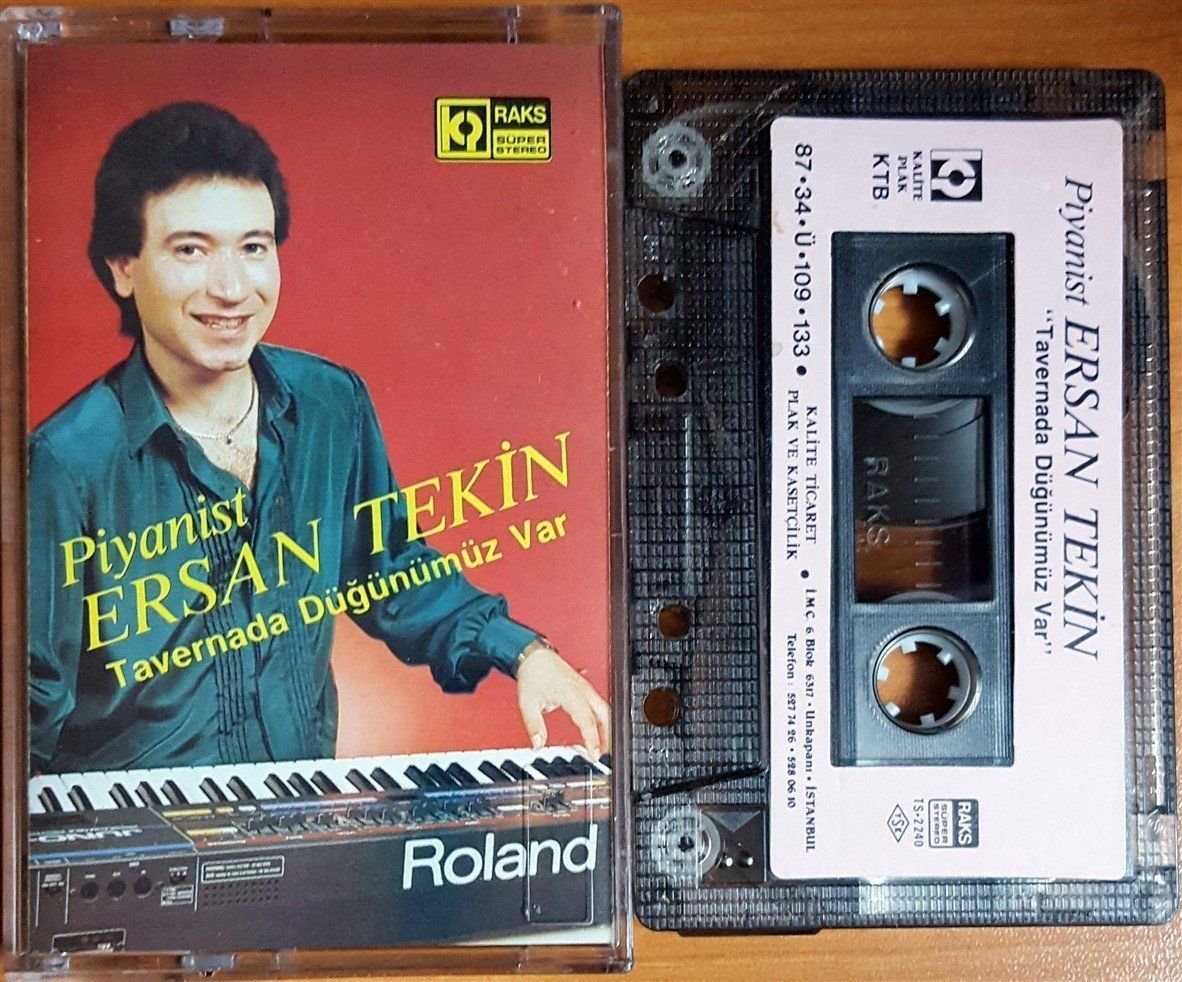 RAKS
SÜPER
STEREO
Piyanist
ERSAN TEKİN
Tavernada Düğünümüz Var
JUNO
Roland
Piyanist ERSAN TEKİN
"Tavernada Düğünümüz Var"
KALİTE
PLAK
KTB
87•34•Ü•109•133•
KALİTE TİCARET
PLAK VE KASETÇİLİK
• İMÇ 6. Blok 6317 • Unkapanı • İSTANBUL
Telefon : 527 74 26 • 528 06 10
RAKS
RAKS
SÜPER
STEREO
TS•2240
TSE